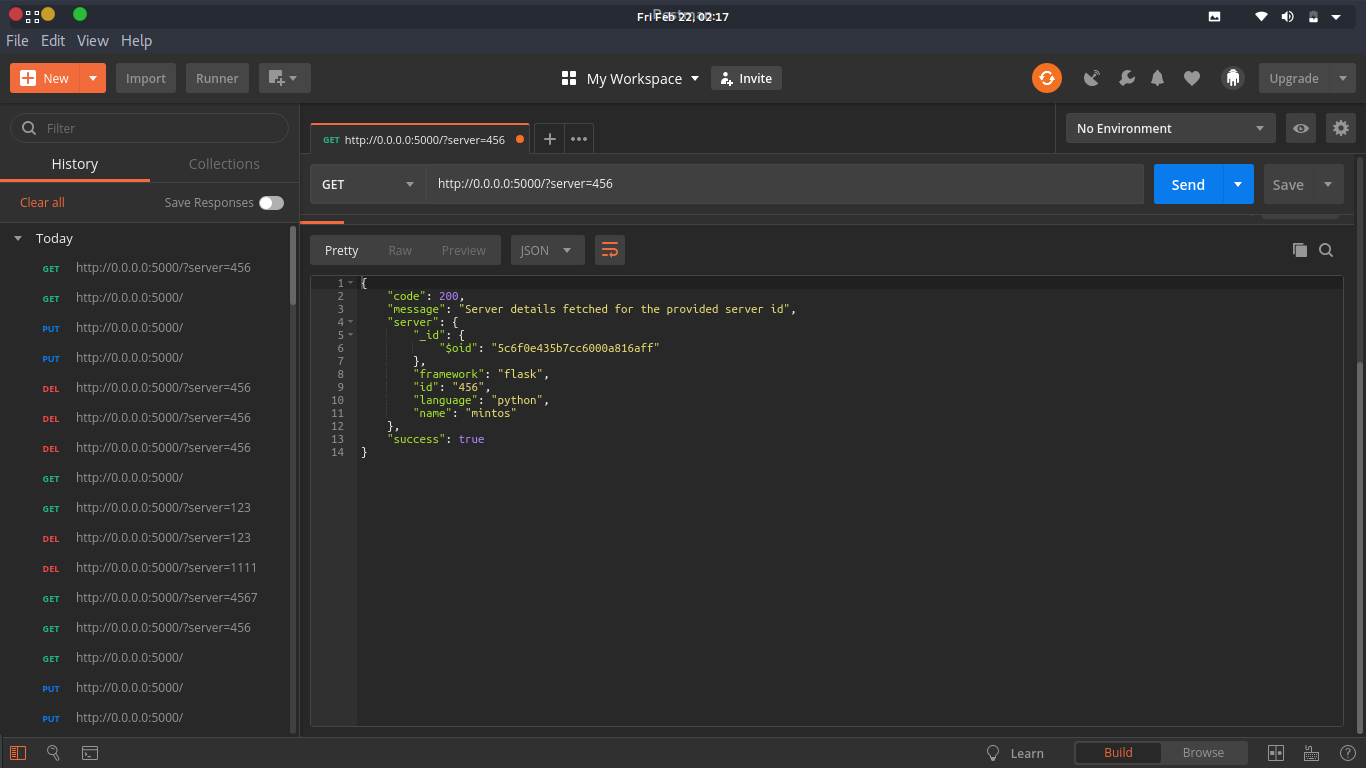 Fri Feb 22, 02:17
File Edit View Help
New Import Runner My Workspace Invite Upgrade
Filter
History Collections
Clear all Save Responses
Today
GET http://0.0.0.0:5000/?server=456
GET http://0.0.0.0:5000/
PUT http://0.0.0.0:5000/
PUT http://0.0.0.0:5000/
DEL http://0.0.0.0:5000/?server=456
DEL http://0.0.0.0:5000/?server=456
DEL http://0.0.0.0:5000/?server=456
GET http://0.0.0.0:5000/
GET http://0.0.0.0:5000/?server=123
DEL http://0.0.0.0:5000/?server=123
DEL http://0.0.0.0:5000/?server=1111
GET http://0.0.0.0:5000/?server=4567
GET http://0.0.0.0:5000/?server=456
GET http://0.0.0.0:5000/
PUT http://0.0.0.0:5000/
PUT http://0.0.0.0:5000/
GET http://0.0.0.0:5000/?server=456
No Environment
GET http://0.0.0.0:5000/?server=456 Send Save
Pretty Raw Preview JSON
1 {
2 "code": 200,
3 "message": "Server details fetched for the provided server id",
4 "server": {
5 "_id": {
6 "$oid": "5c6f0e435b7cc6000a816aff"
7 },
8 "framework": "flask",
9 "id": "456",
10 "language": "python",
11 "name": "mintos"
12 },
13 "success": true
14 }
Learn Build Browse